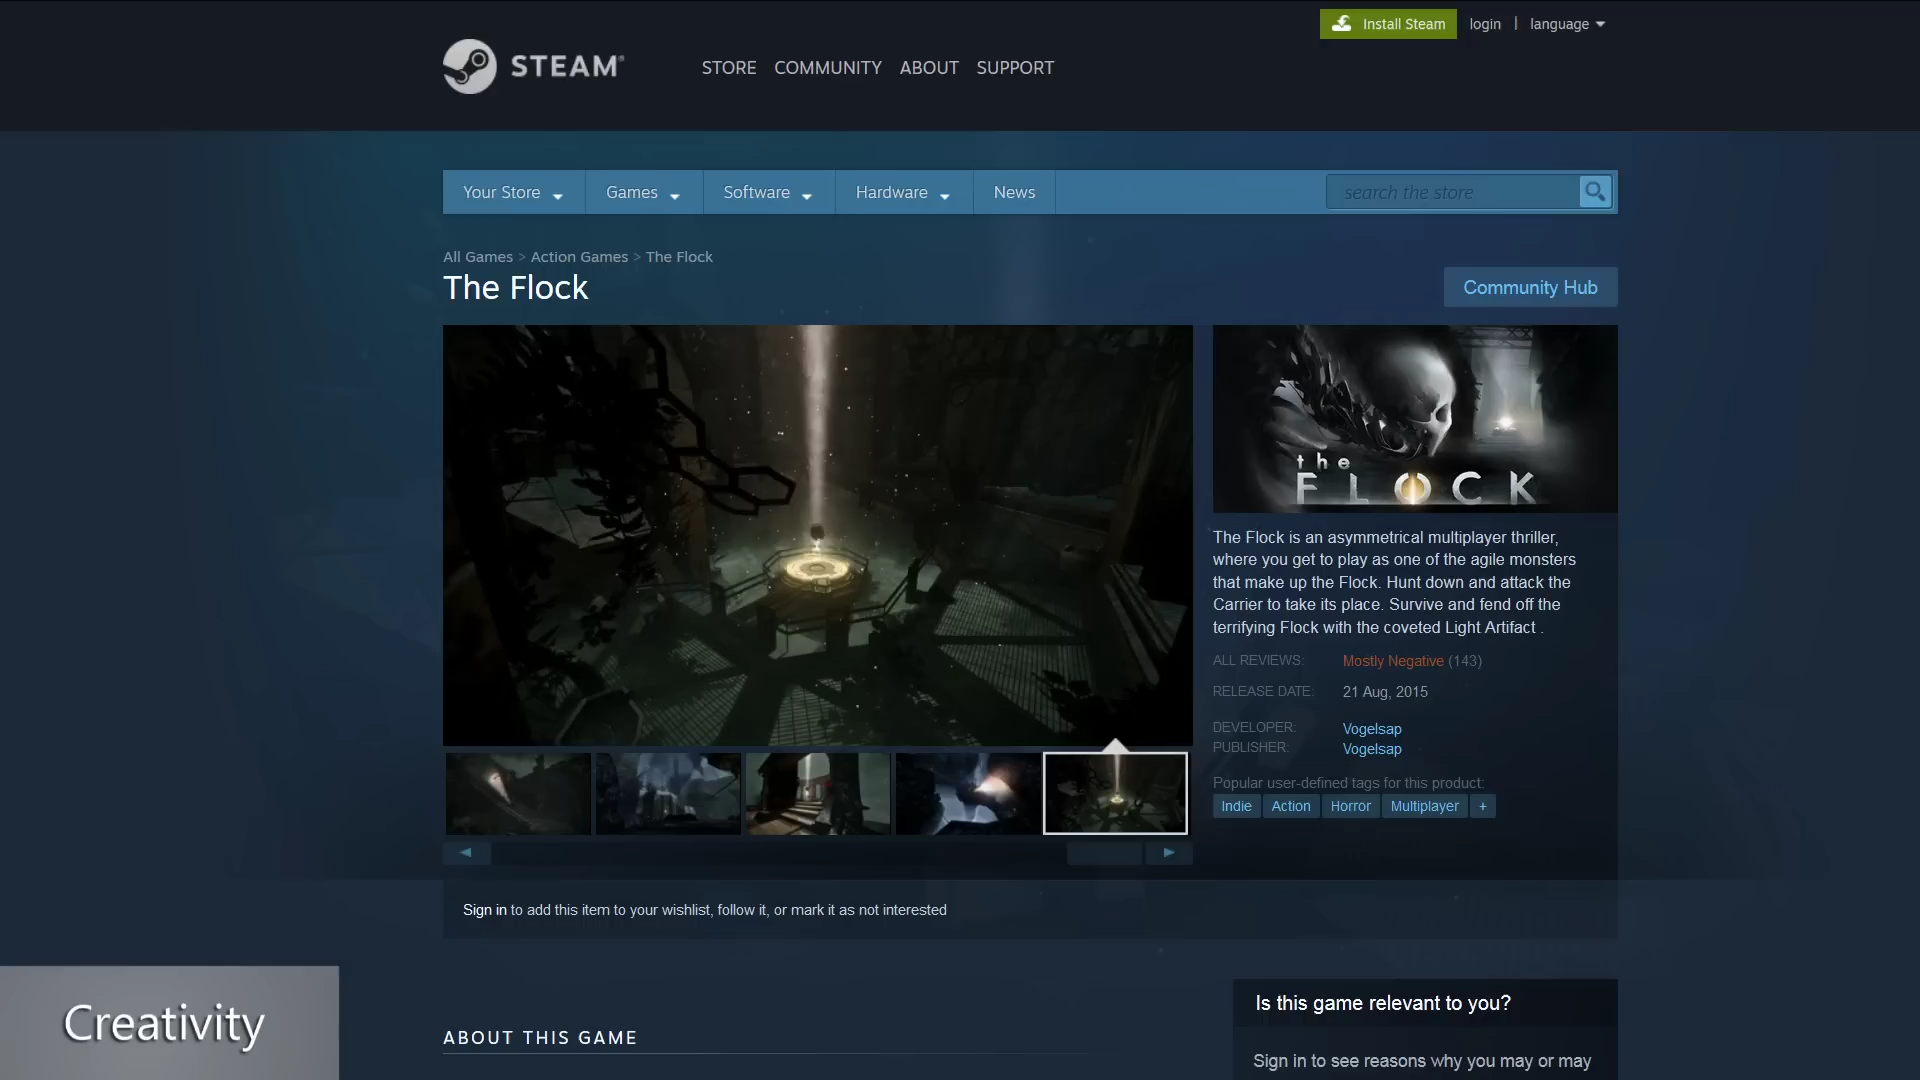 Install Steam login | language
STEAM®
STORE COMMUNITY ABOUT SUPPORT
Your Store Games Software Hardware News search the store
All Games > Action Games > The Flock
The Flock
Community Hub
the
FLOCK
The Flock is an asymmetrical multiplayer thriller,
where you get to play as one of the agile monsters
that make up the Flock. Hunt down and attack the
Carrier to take its place. Survive and fend off the
terrifying Flock with the coveted Light Artifact .
ALL REVIEWS: Mostly Negative (143)
RELEASE DATE: 21 Aug, 2015
DEVELOPER: Vogelsap
PUBLISHER: Vogelsap
Popular user-defined tags for this product:
Indie Action Horror Multiplayer +
Sign in to add this item to your wishlist, follow it, or mark it as not interested
Creativity
ABOUT THIS GAME
Is this game relevant to you?
Sign in to see reasons why you may or may